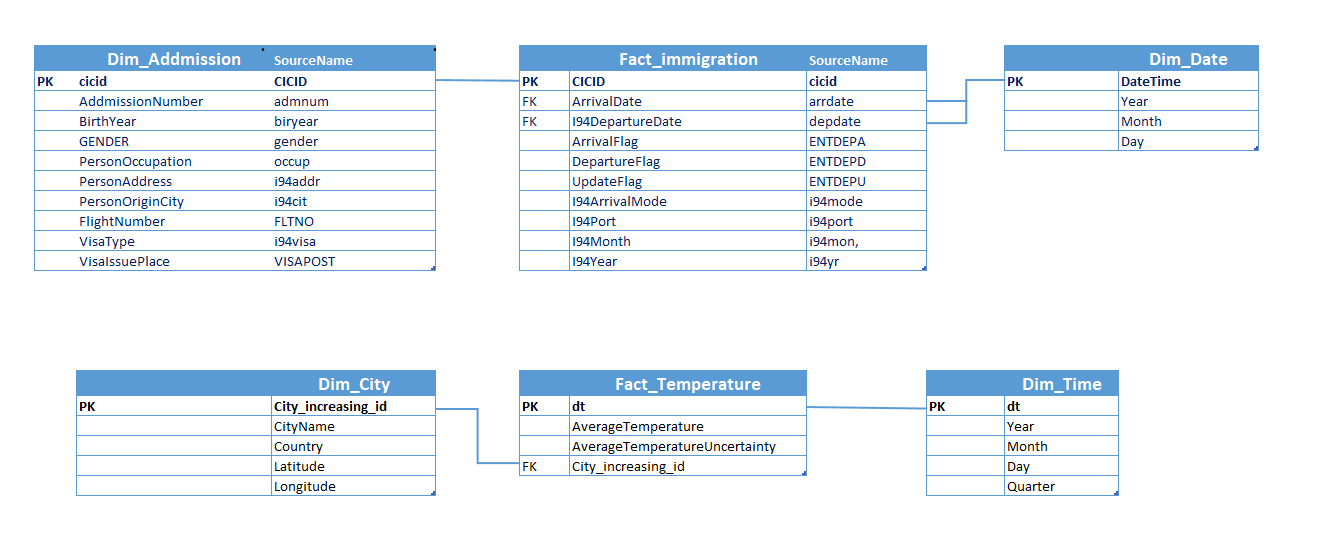 Dim_Addmission SourceName
PK cicid CICID
AddmissionNumber admnum
BirthYear biryear
GENDER gender
PersonOccupation occup
PersonAddress i94addr
PersonOriginCity i94cit
FlightNumber FLTNO
VisaType i94visa
VisaIssuePlace VISAPOST
Fact_immigration SourceName
PK CICID cicid
FK ArrivalDate arrdate
FK I94DepartureDate depdate
ArrivalFlag ENTDEPA
DepartureFlag ENTDEPD
UpdateFlag ENTDEPU
I94ArrivalMode i94mode
I94Port i94port
I94Month i94mon,
I94Year i94yr
Dim_Date
PK DateTime
Year
Month
Day
Dim_City
PK City_increasing_id
CityName
Country
Latitude
Longitude
Fact_Temperature
PK dt
AverageTemperature
AverageTemperatureUncertainty
FK City_increasing_id
Dim_Time
PK dt
Year
Month
Day
Quarter